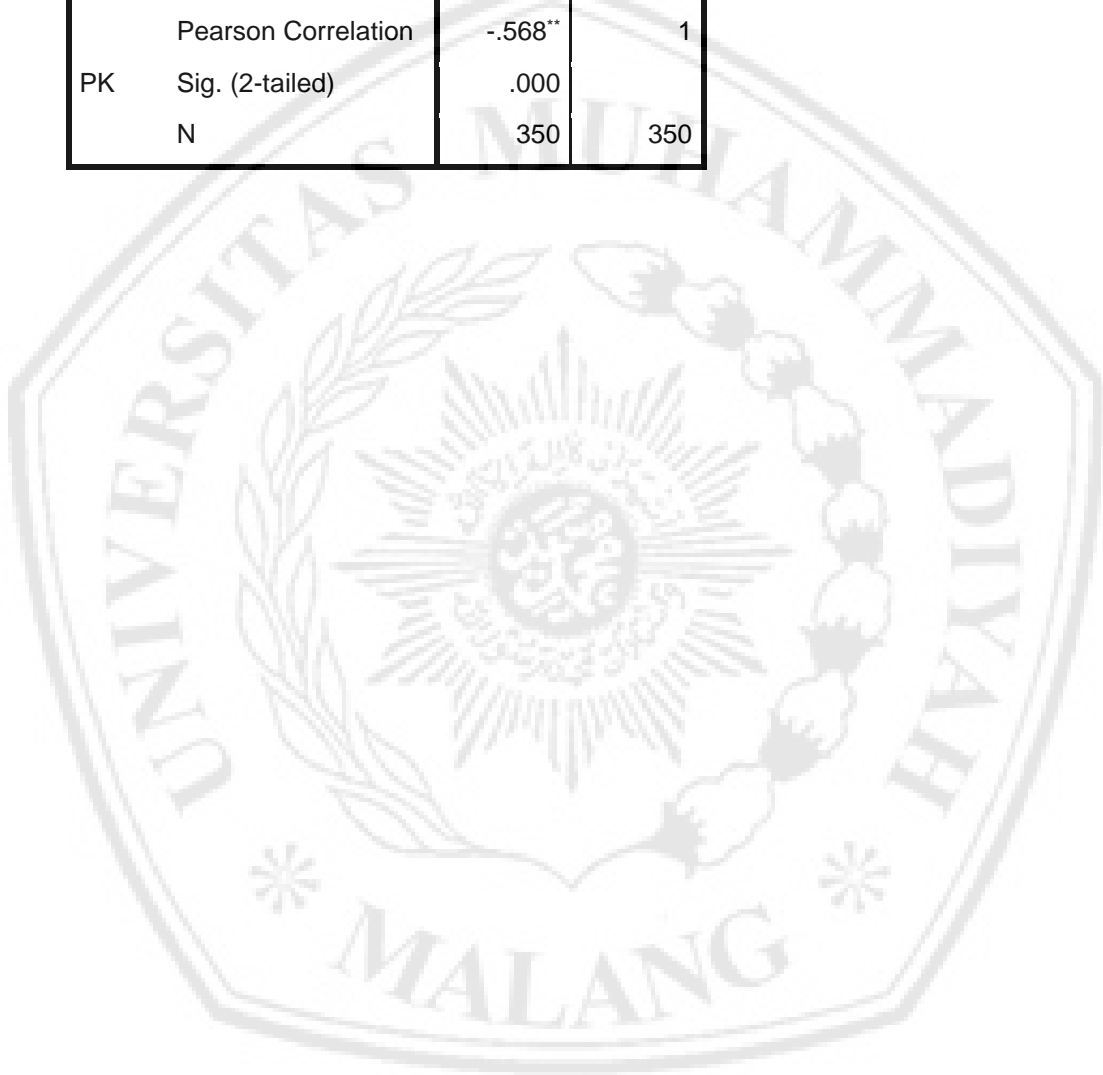 Pearson Correlation -.568** 1
PK Sig. (2-tailed) .000
N 350 350
UNIVERSITAS MUHAMMADIYAH
MALANG